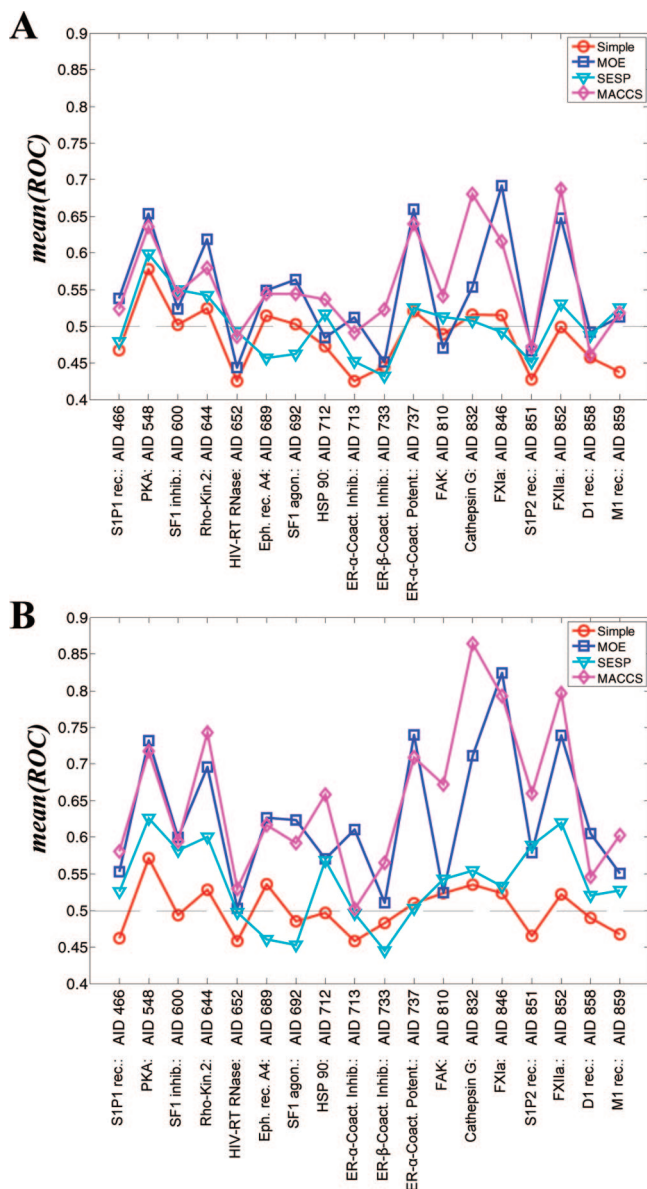 A
0.9
0.85
0.8
0.75
0.7
0.65
0.6
0.55
0.5
0.45
0.4
mean(ROC)
Simple
MOE
SESP
MACCS
S1P1 rec.: AID 466
PKA: AID 548
SF1 inhib.: AID 600
Rho-Kin.2: AID 644
HIV-RT RNase: AID 652
Eph. rec. A4: AID 689
SF1 agon.: AID 692
HSP 90: AID 712
ER-α-Coact. Inhib.: AID 713
ER-β-Coact. Inhib.: AID 733
ER-α-Coact. Potent.: AID 737
FAK: AID 810
Cathepsin G: AID 832
FXIa: AID 846
S1P2 rec.: AID 851
FXIIa: AID 852
D1 rec.: AID 858
M1 rec.: AID 859
B
0.9
0.85
0.8
0.75
0.7
0.65
0.6
0.55
0.5
0.45
0.4
mean(ROC)
Simple
MOE
SESP
MACCS
S1P1 rec.: AID 466
PKA: AID 548
SF1 inhib.: AID 600
Rho-Kin.2: AID 644
HIV-RT RNase: AID 652
Eph. rec. A4: AID 689
SF1 agon.: AID 692
HSP 90: AID 712
ER-α-Coact. Inhib.: AID 713
ER-β-Coact. Inhib.: AID 733
ER-α-Coact. Potent.: AID 737
FAK: AID 810
Cathepsin G: AID 832
FXIa: AID 846
S1P2 rec.: AID 851
FXIIa: AID 852
D1 rec.: AID 858
M1 rec.: AID 859